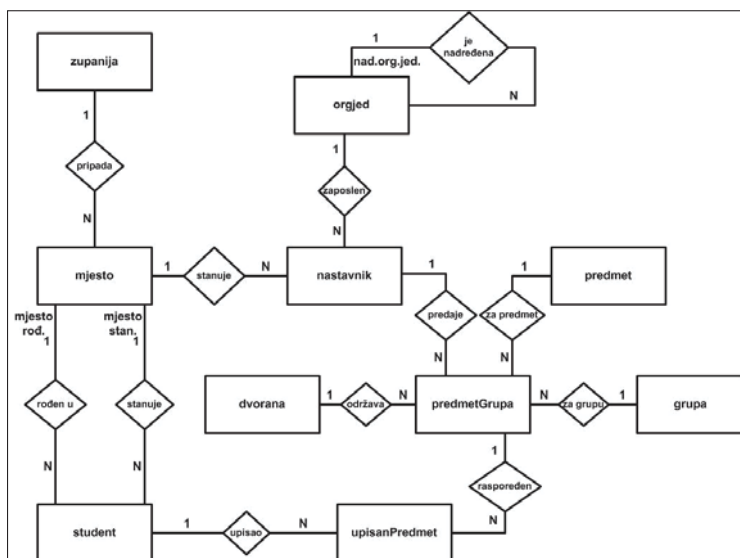 1
je
nadređena
zupanija
nad.org.jed.
orgjed
N
1
1
pripada
zaposlen
N
N
mjesto
1
stanuje
N
nastavnik
1
1
predmet
mjesto
rođ.
1
mjesto
stan.
1
predaje
za predmet
N
N
rođen u
stanuje
dvorana
1
održava
N
predmetGrupa
N
za grupu
1
grupa
1
N
N
raspoređen
N
student
1
upisao
N
upisanPredmet